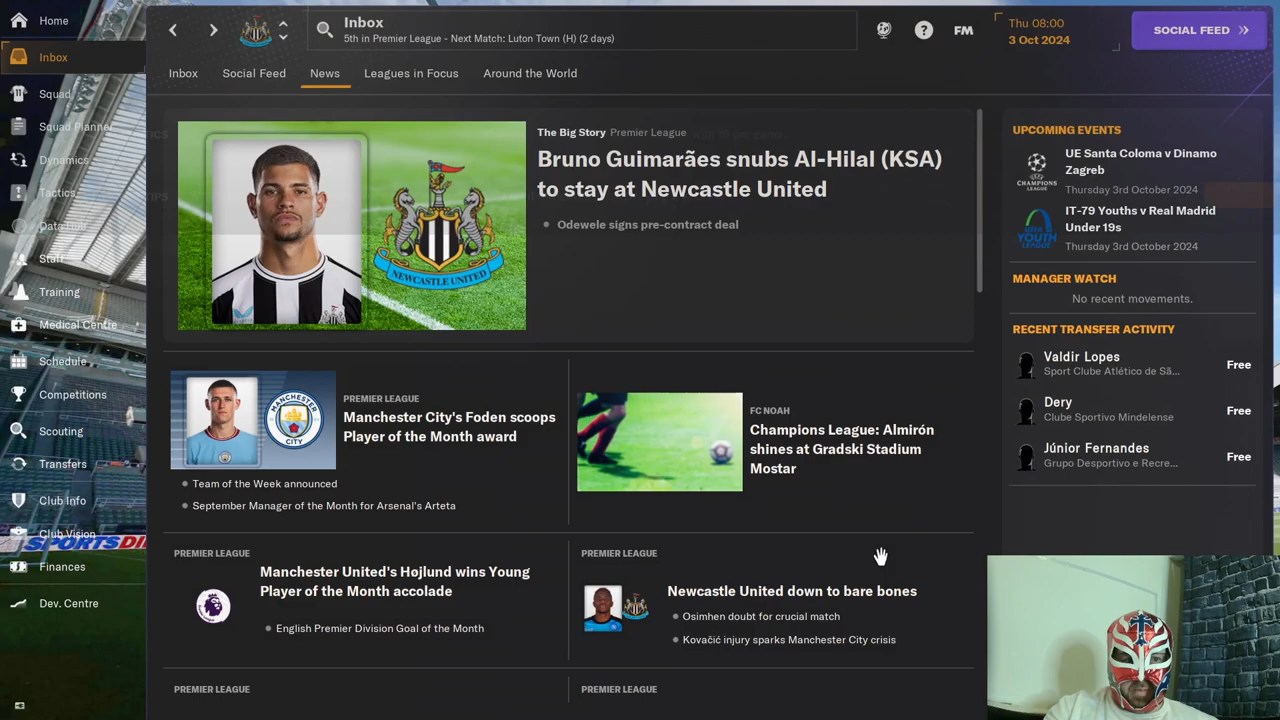 Home
Inbox
Squad
Squad Planner
Dynamics
Tactics
Data Hub
Staff
Training
Medical Centre
Schedule
Competitions
Scouting
Transfers
Club Info
Club Vision
SPORTS DI
Finances
Dev. Centre
Inbox
5th in Premier League - Next Match: Luton Town (H) (2 days)
FM
Thu 08:00
3 Oct 2024
SOCIAL FEED
Inbox
Social Feed
News
Leagues in Focus
Around the World
The Big Story Premier League
Bruno Guimarães snubs Al-Hilal (KSA)
to stay at Newcastle United
Odewele signs pre-contract deal
NEWCASTLE UNITED
PREMIER LEAGUE
Manchester City's Foden scoops
Player of the Month award
MANCHESTER
CITY
Team of the Week announced
September Manager of the Month for Arsenal's Arteta
FC NOAH
Champions League: Almirón
shines at Gradski Stadium
Mostar
PREMIER LEAGUE
Manchester United's Højlund wins Young
Player of the Month accolade
English Premier Division Goal of the Month
PREMIER LEAGUE
Newcastle United down to bare bones
Osimhen doubt for crucial match
Kovačić injury sparks Manchester City crisis
PREMIER LEAGUE
PREMIER LEAGUE
UPCOMING EVENTS
CHAMPIONS
LEAGUE
UE Santa Coloma v Dinamo
Zagreb
Thursday 3rd October 2024
IT-79 Youths v Real Madrid
Under 19s
Thursday 3rd October 2024
MANAGER WATCH
No recent movements.
RECENT TRANSFER ACTIVITY
Valdir Lopes
Sport Clube Atlético de Sã...
Free
Dery
Clube Sportivo Mindelense
Free
Júnior Fernandes
Grupo Desportivo e Recre...
Free